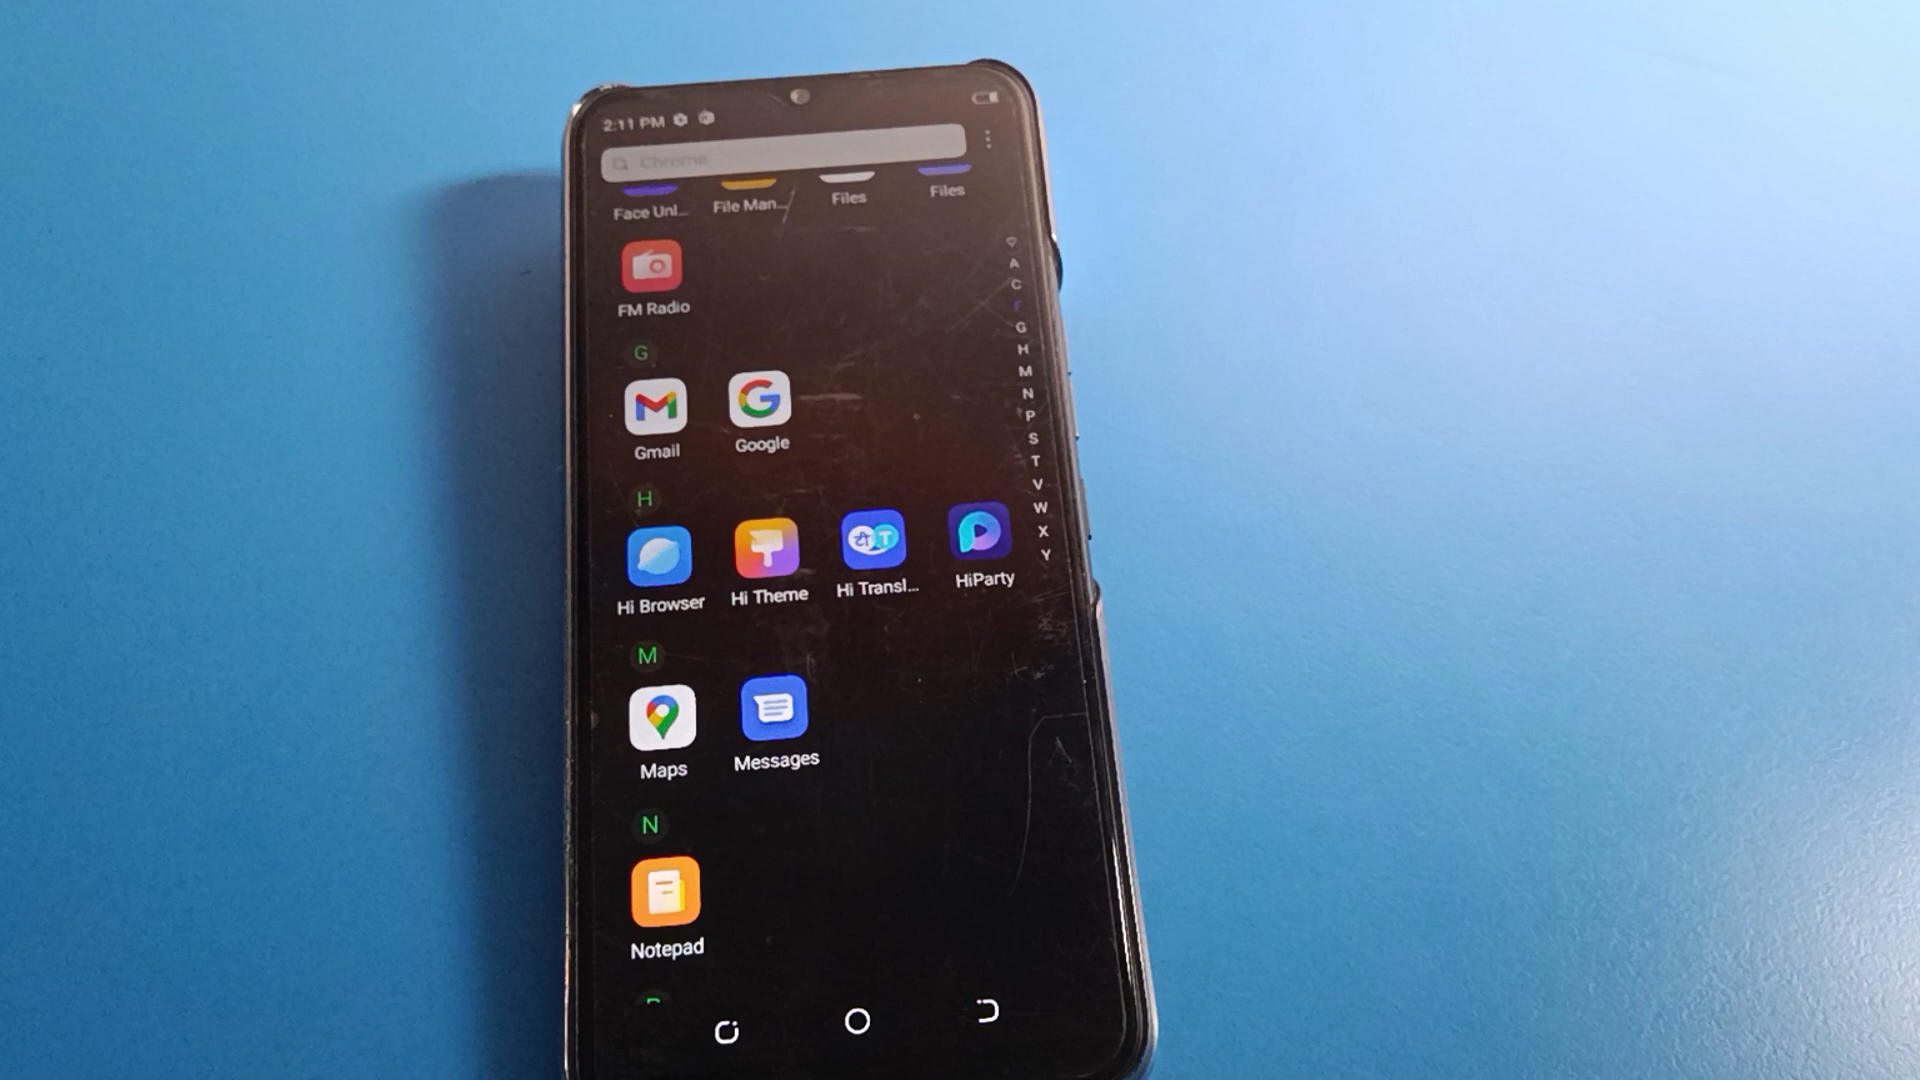 2:11 PM
Chrome
Face Unl...
File Man...
Files
Files
FM Radio
G
Gmail
Google
H
Hi Browser
Hi Theme
Hi Transl...
HiParty
M
Maps
Messages
N
Notepad
A
C
F
G
H
M
N
P
S
T
V
W
X
Y